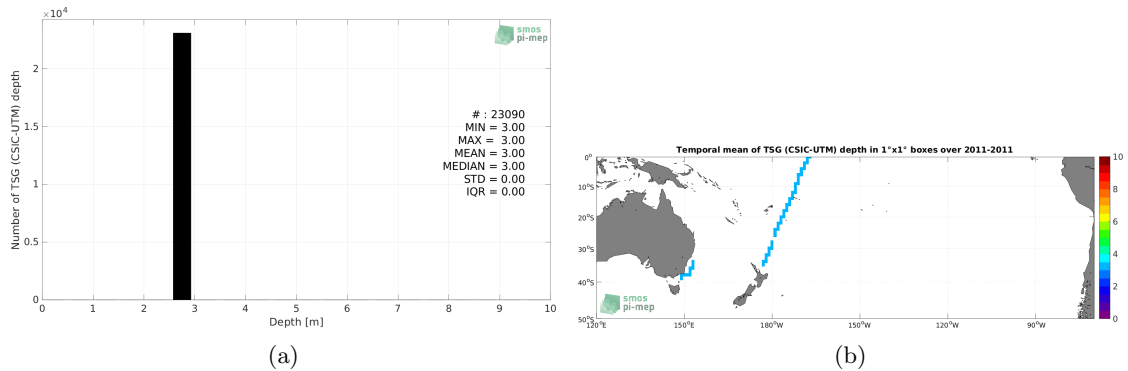 ×10⁴
Number of TSG (CSIC-UTM) depth
2
1.5
1
0.5
0
smos
pi-mep
# : 23090
MIN = 3.00
MAX = 3.00
MEAN = 3.00
MEDIAN = 3.00
STD = 0.00
IQR = 0.00
0 1 2 3 4 5 6 7 8 9 10
Depth [m]
(a)
Temporal mean of TSG (CSIC-UTM) depth in 1°x1° boxes over 2011-2011
0°
10°S
20°S
30°S
40°S
50°S
smos
pi-mep
120°E 150°E 180°W 150°W 120°W 90°W
10
8
6
4
2
0
(b)